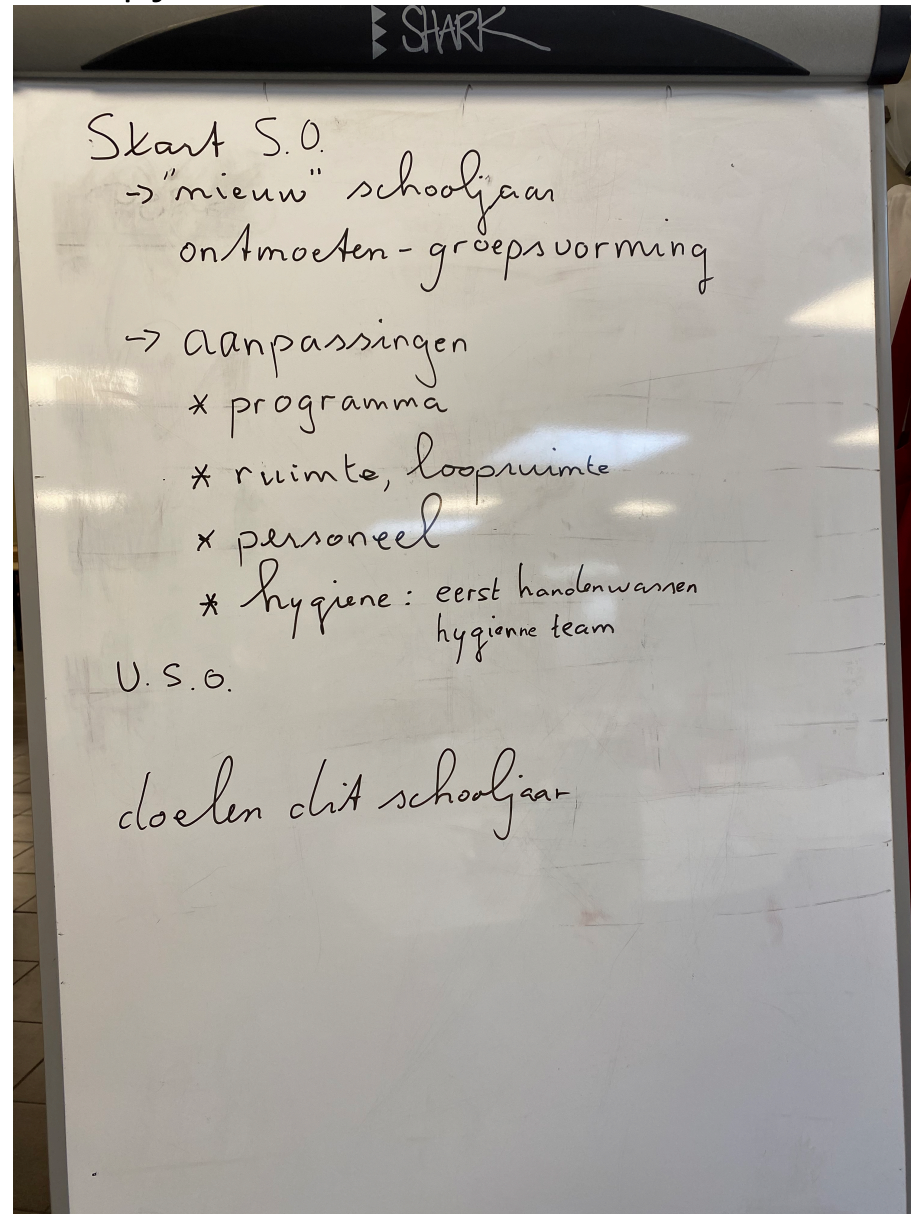 SHARK
Start S.O.
→ "nieuw" schooljaar
ontmoeten - groepsvorming
→ aanpassingen
* programma
* ruimte, loopruimte
* personeel
* hygiene: eerst handenwassen
hygienne team
U.S.O.
doelen dit schooljaar